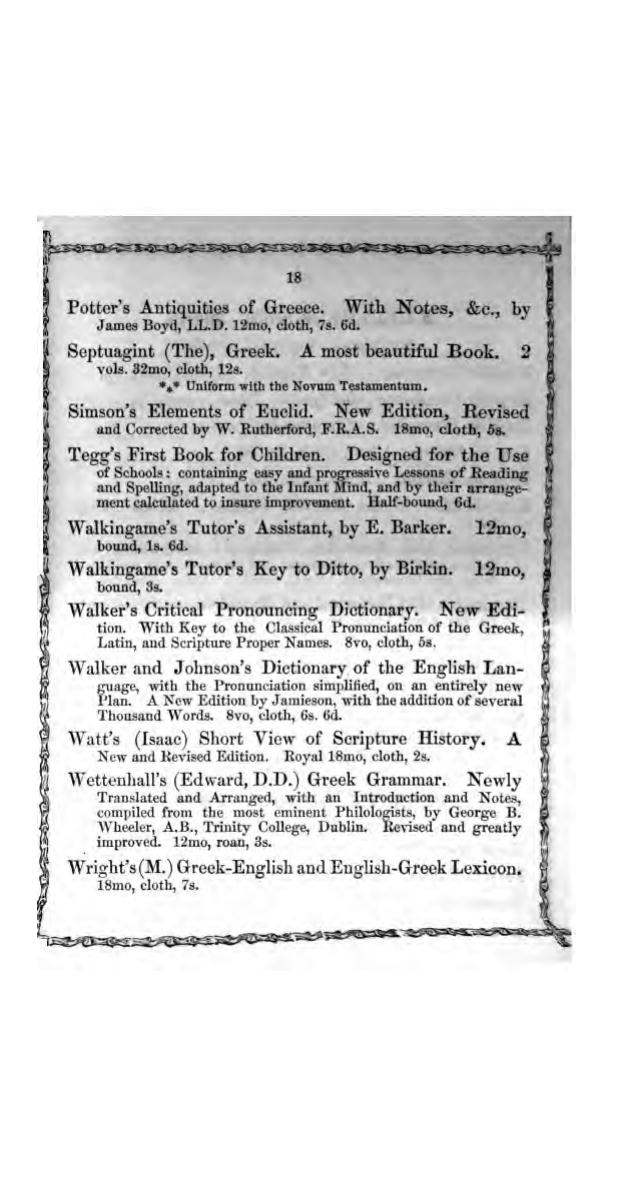 18
Potter's Antiquities of Greece. With Notes, &c., by
James Boyd, LL.D. 12mo, cloth, 7s. 6d.
Septuagint (The), Greek. A most beautiful Book. 2
vols. 32mo, cloth, 12s.
*⁎* Uniform with the Novum Testamentum.
Simson's Elements of Euclid. New Edition, Revised
and Corrected by W. Rutherford, F.R.A.S. 18mo, cloth, 5s.
Tegg's First Book for Children. Designed for the Use
of Schools: containing easy and progressive Lessons of Reading
and Spelling, adapted to the Infant Mind, and by their arrange-
ment calculated to insure improvement. Half-bound, 6d.
Walkingame's Tutor's Assistant, by E. Barker. 12mo,
bound, 1s. 6d.
Walkingame's Tutor's Key to Ditto, by Birkin. 12mo,
bound, 3s.
Walker's Critical Pronouncing Dictionary. New Edi-
tion. With Key to the Classical Pronunciation of the Greek,
Latin, and Scripture Proper Names. 8vo, cloth, 5s.
Walker and Johnson's Dictionary of the English Lan-
guage, with the Pronunciation simplified, on an entirely new
Plan. A New Edition by Jamieson, with the addition of several
Thousand Words. 8vo, cloth, 6s. 6d.
Watt's (Isaac) Short View of Scripture History. A
New and Revised Edition. Royal 18mo, cloth, 2s.
Wettenhall's (Edward, D.D.) Greek Grammar. Newly
Translated and Arranged, with an Introduction and Notes,
compiled from the most eminent Philologists, by George B.
Wheeler, A.B., Trinity College, Dublin. Revised and greatly
improved. 12mo, roan, 3s.
Wright's (M.) Greek-English and English-Greek Lexicon.
18mo, cloth, 7s.